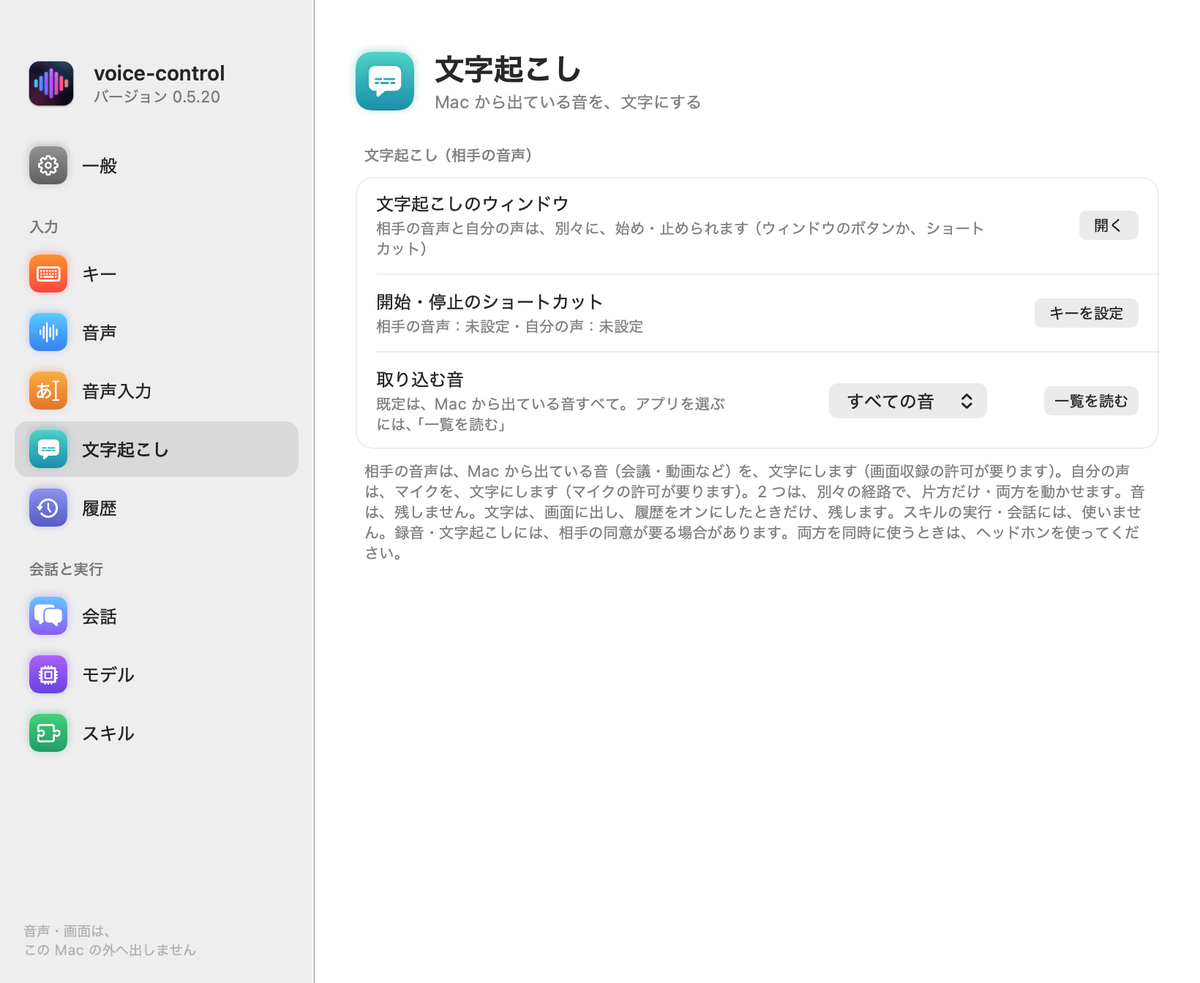 voice-control
バージョン 0.5.20
一般
入力
キー
音声
あ
音声入力
文字起こし
履歴
会話と実行
会話
モデル
スキル
音声・画面は、
この Mac の外へ出しません
文字起こし
Mac から出ている音を、文字にする
文字起こし（相手の音声）
文字起こしのウィンドウ
相手の音声と自分の声は、別々に、始め・止められます（ウィンドウのボタンか、ショート
カット）
開く
開始・停止のショートカット
相手の音声：未設定・自分の声：未設定
キーを設定
取り込む音
既定は、Mac から出ている音すべて。アプリを選ぶ
には、「一覧を読む」
すべての音
一覧を読む
相手の音声は、Mac から出ている音（会議・動画など）を、文字にします（画面収録の許可が要ります）。自分の声
は、マイクを、文字にします（マイクの許可が要ります）。2 つは、別々の経路で、片方だけ・両方を動かせます。音
は、残しません。文字は、画面に出し、履歴をオンにしたときだけ、残します。スキルの実行・会話には、使いませ
ん。録音・文字起こしには、相手の同意が要る場合があります。両方を同時に使うときは、ヘッドホンを使ってくだ
さい。